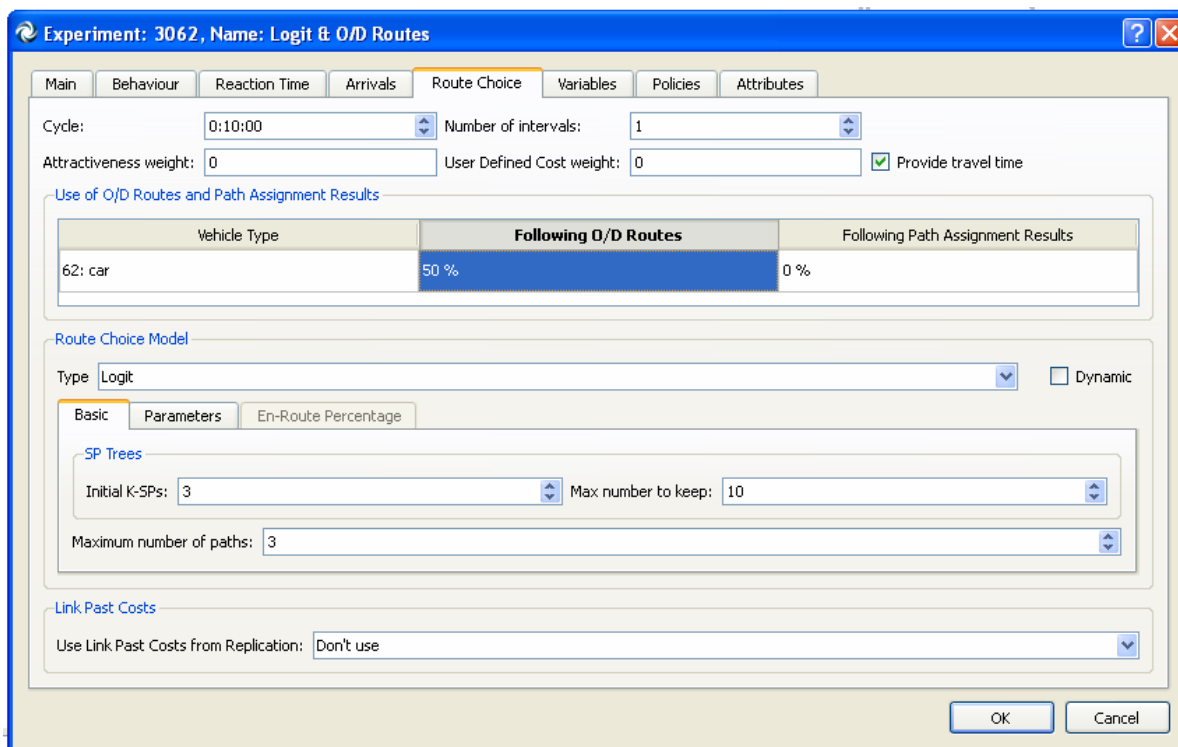 Experiment: 3062, Name: Logit & O/D Routes
Main Behaviour Reaction Time Arrivals Route Choice Variables Policies Attributes
Cycle: 0:10:00 Number of intervals: 1
Attractiveness weight: 0 User Defined Cost weight: 0 Provide travel time
Use of O/D Routes and Path Assignment Results
Vehicle Type Following O/D Routes Following Path Assignment Results
62: car 50 % 0 %
Route Choice Model
Type Logit Dynamic
Basic Parameters En-Route Percentage
SP Trees
Initial K-SPs: 3 Max number to keep: 10
Maximum number of paths: 3
Link Past Costs
Use Link Past Costs from Replication: Don't use
OK Cancel